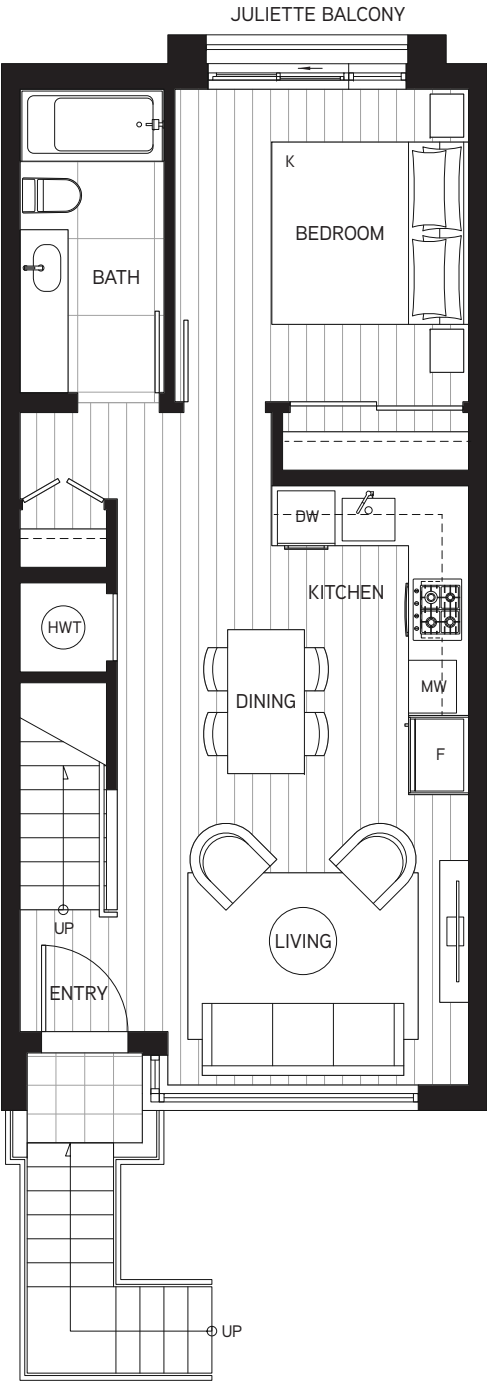 JULIETTE BALCONY
K
BEDROOM
BATH
DW
KITCHEN
HWT
MW
DINING
F
UP
LIVING
ENTRY
UP